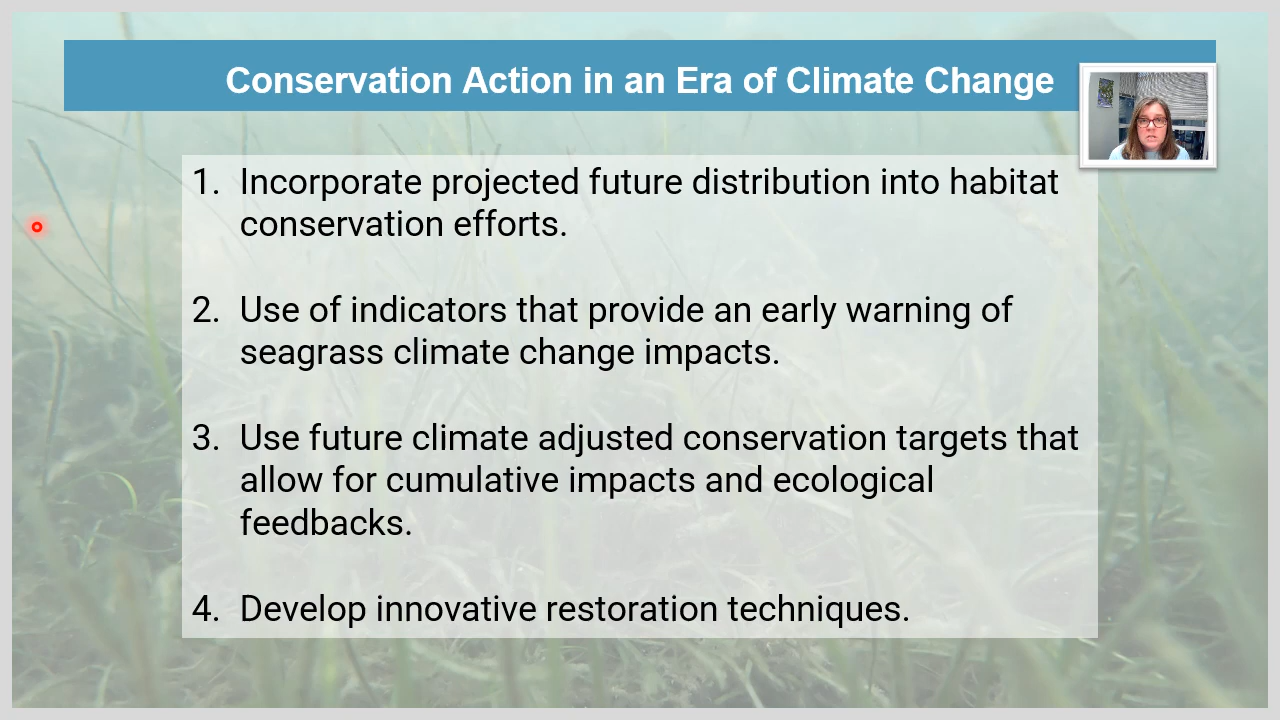 Conservation Action in an Era of Climate Change
1. Incorporate projected future distribution into habitat
conservation efforts.
2. Use of indicators that provide an early warning of
seagrass climate change impacts.
3. Use future climate adjusted conservation targets that
allow for cumulative impacts and ecological
feedbacks.
4. Develop innovative restoration techniques.